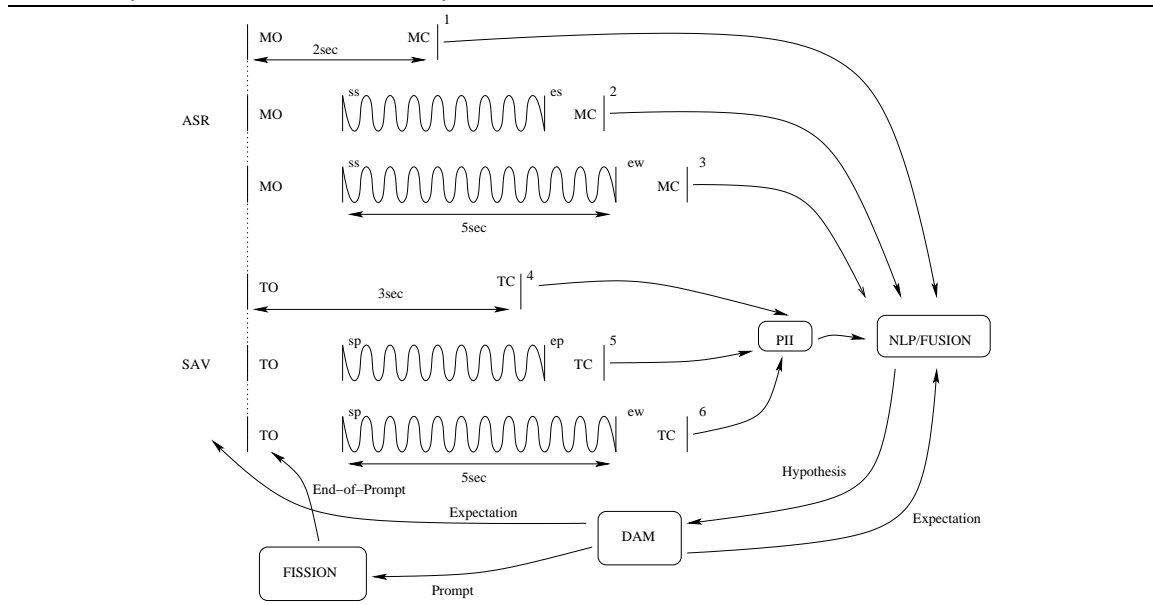 1
MO MC
2sec
ss es 2
ASR MO MC
ss ew 3
MO MC
5sec
TO TC 4
3sec
PII NLP/FUSION
sp ep 5
SAV TO TC
sp ew 6
TO TC
5sec
Hypothesis
End–of–Prompt
Expectation
Expectation
DAM
FISSION
Prompt